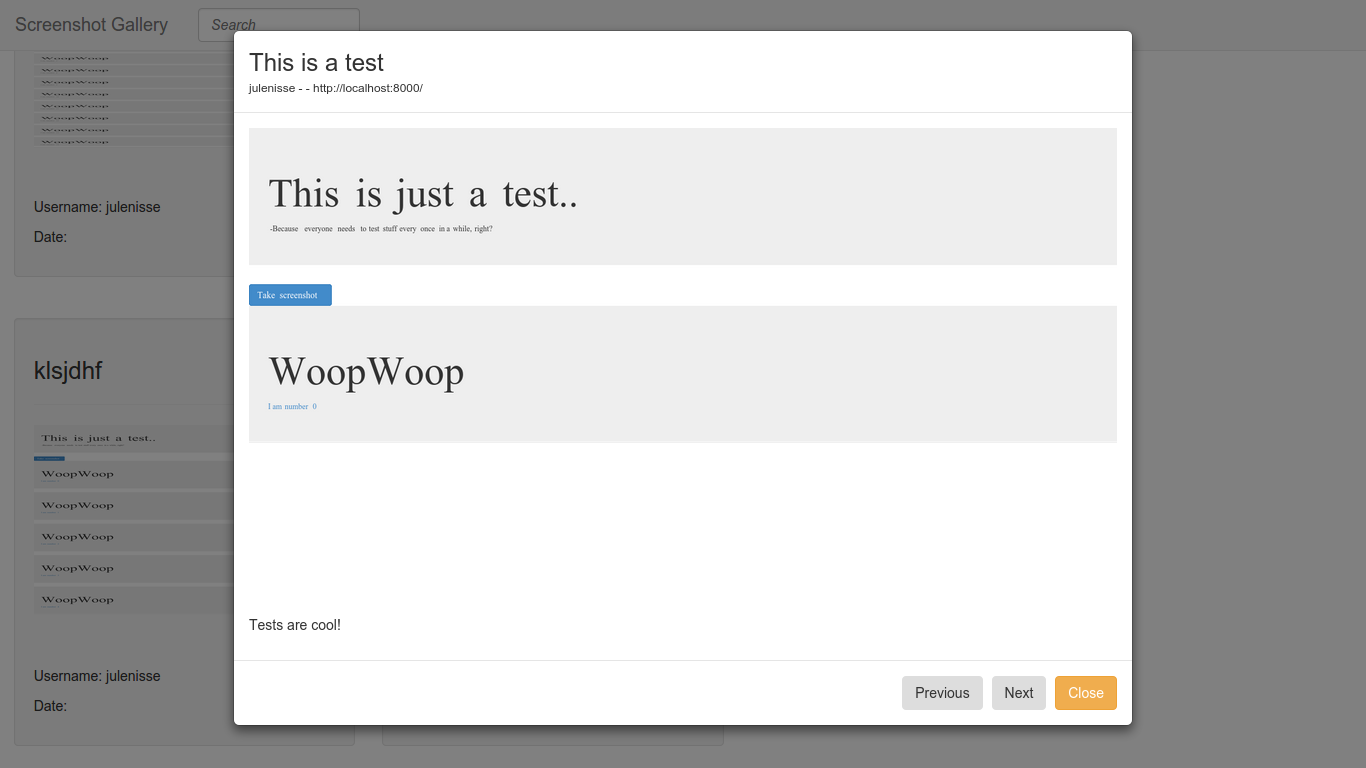 Screenshot Gallery
Search
WoopWoop
WoopWoop
WoopWoop
WoopWoop
WoopWoop
WoopWoop
WoopWoop
WoopWoop
Username: julenisse
Date:
klsjdhf
This is just a test..
WoopWoop
WoopWoop
WoopWoop
WoopWoop
WoopWoop
Username: julenisse
Date:
This is a test
julenisse - - http://localhost:8000/
This is just a test..
-Because everyone needs to test stuff every once in a while, right?
Take screenshot
WoopWoop
I am number 0
Tests are cool!
Previous Next Close